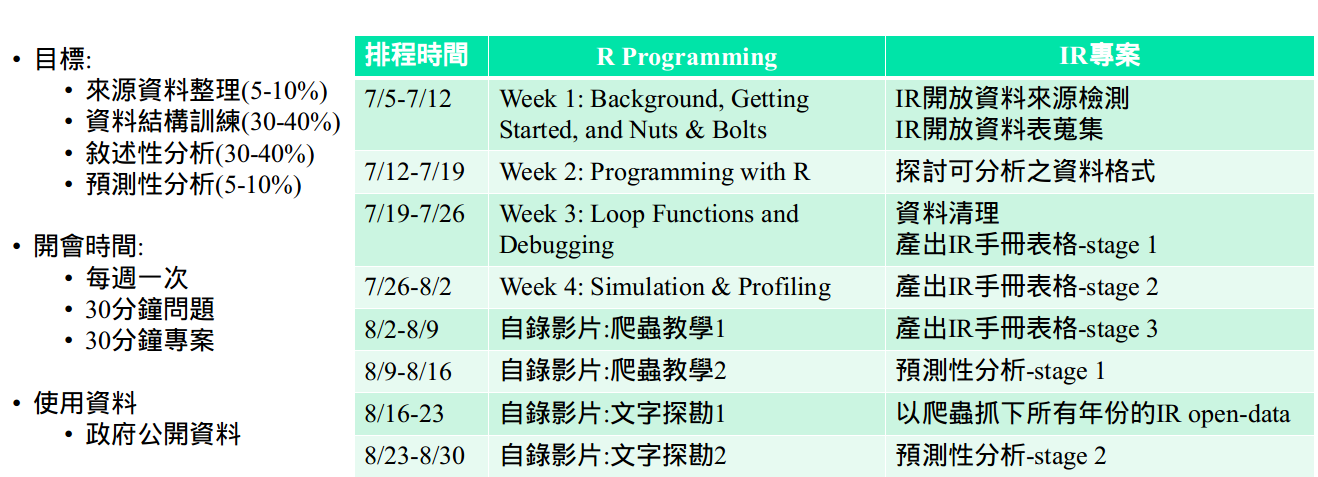 • 目標:
• 來源資料整理(5-10%)
• 資料結構訓練(30-40%)
• 敘述性分析(30-40%)
• 預測性分析(5-10%)
• 開會時間:
• 每週一次
• 30分鐘問題
• 30分鐘專案
• 使用資料
• 政府公開資料
排程時間 R Programming IR專案
7/5-7/12 Week 1: Background, Getting IR開放資料來源檢測
Started, and Nuts & Bolts IR開放資料表蒐集
7/12-7/19 Week 2: Programming with R 探討可分析之資料格式
7/19-7/26 Week 3: Loop Functions and 資料清理
Debugging 產出IR手冊表格-stage 1
7/26-8/2 Week 4: Simulation & Profiling 產出IR手冊表格-stage 2
8/2-8/9 自錄影片:爬蟲教學1 產出IR手冊表格-stage 3
8/9-8/16 自錄影片:爬蟲教學2 預測性分析-stage 1
8/16-23 自錄影片:文字探勘1 以爬蟲抓下所有年份的IR open-data
8/23-8/30 自錄影片:文字探勘2 預測性分析-stage 2